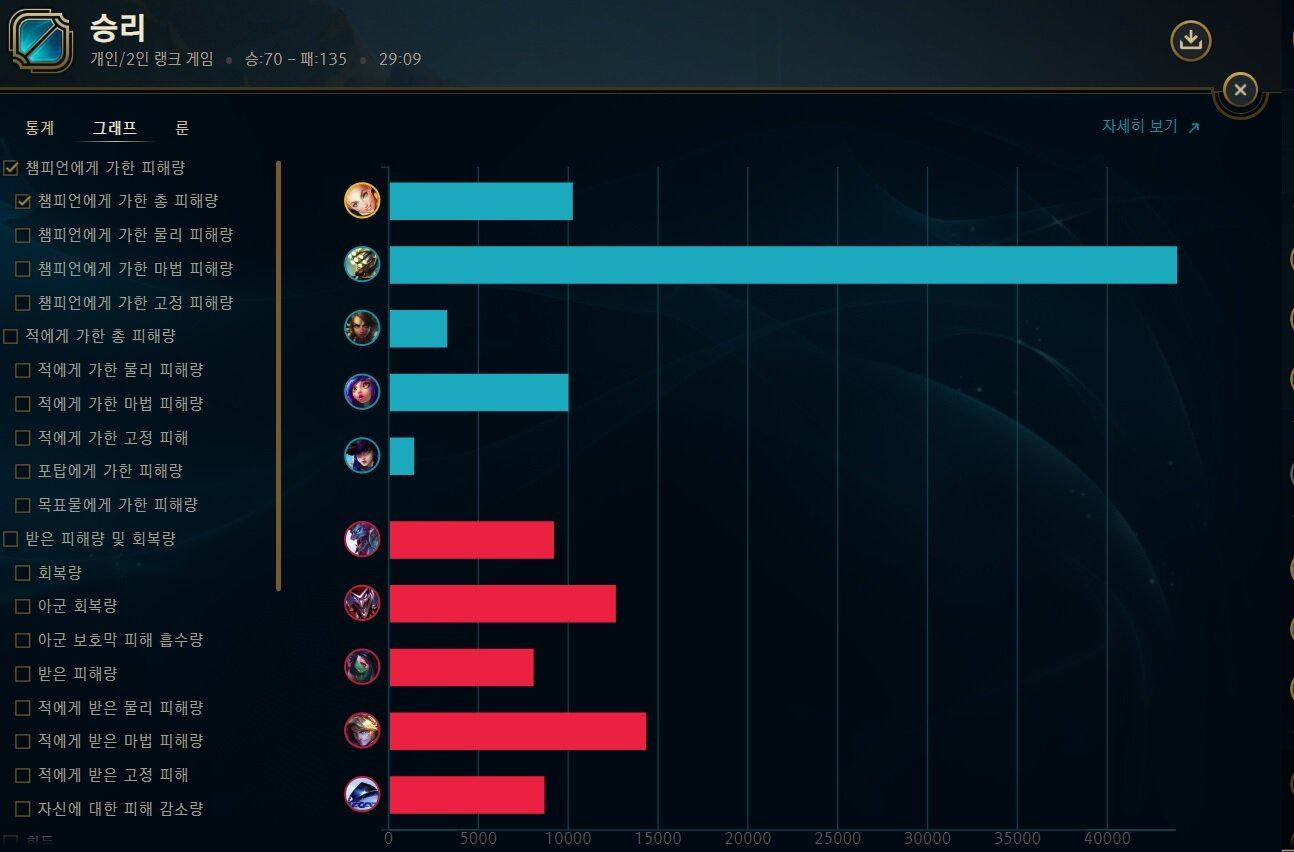 승리
개인/2인 랭크 게임 • 승:70 - 패:135 • 29:09
통계 그래프 룬
자세히 보기
챔피언에게 가한 피해량
챔피언에게 가한 총 피해량
챔피언에게 가한 물리 피해량
챔피언에게 가한 마법 피해량
챔피언에게 가한 고정 피해량
적에게 가한 총 피해량
적에게 가한 물리 피해량
적에게 가한 마법 피해량
적에게 가한 고정 피해
포탑에게 가한 피해량
목표물에게 가한 피해량
받은 피해량 및 회복량
회복량
아군 회복량
아군 보호막 피해 흡수량
받은 피해량
적에게 받은 물리 피해량
적에게 받은 마법 피해량
적에게 받은 고정 피해
자신에 대한 피해 감소량
0 5000 10000 15000 20000 25000 30000 35000 40000